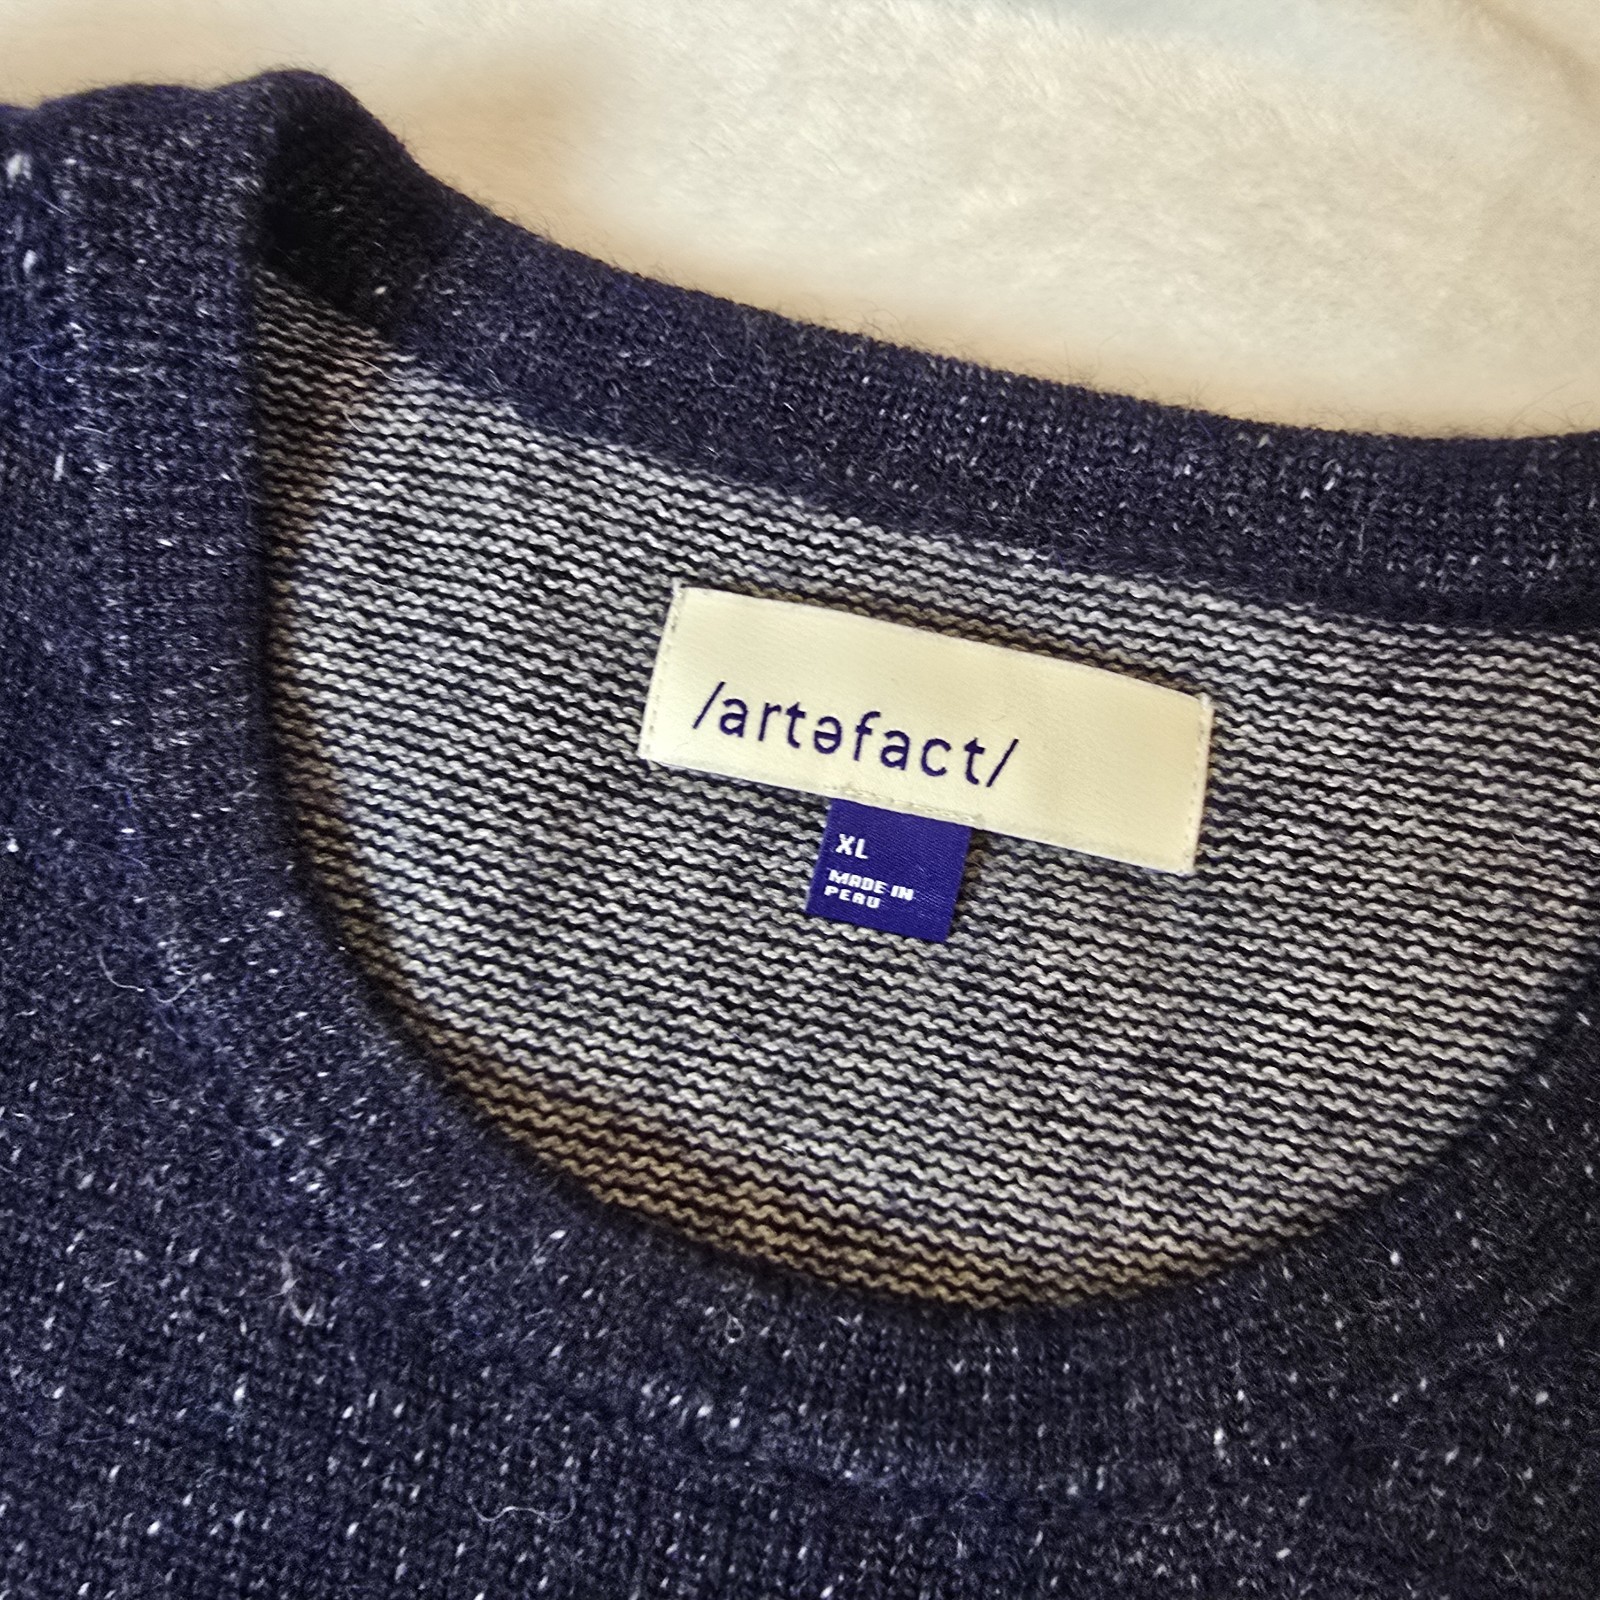 /artəfact/
XL
MADE IN
PERU